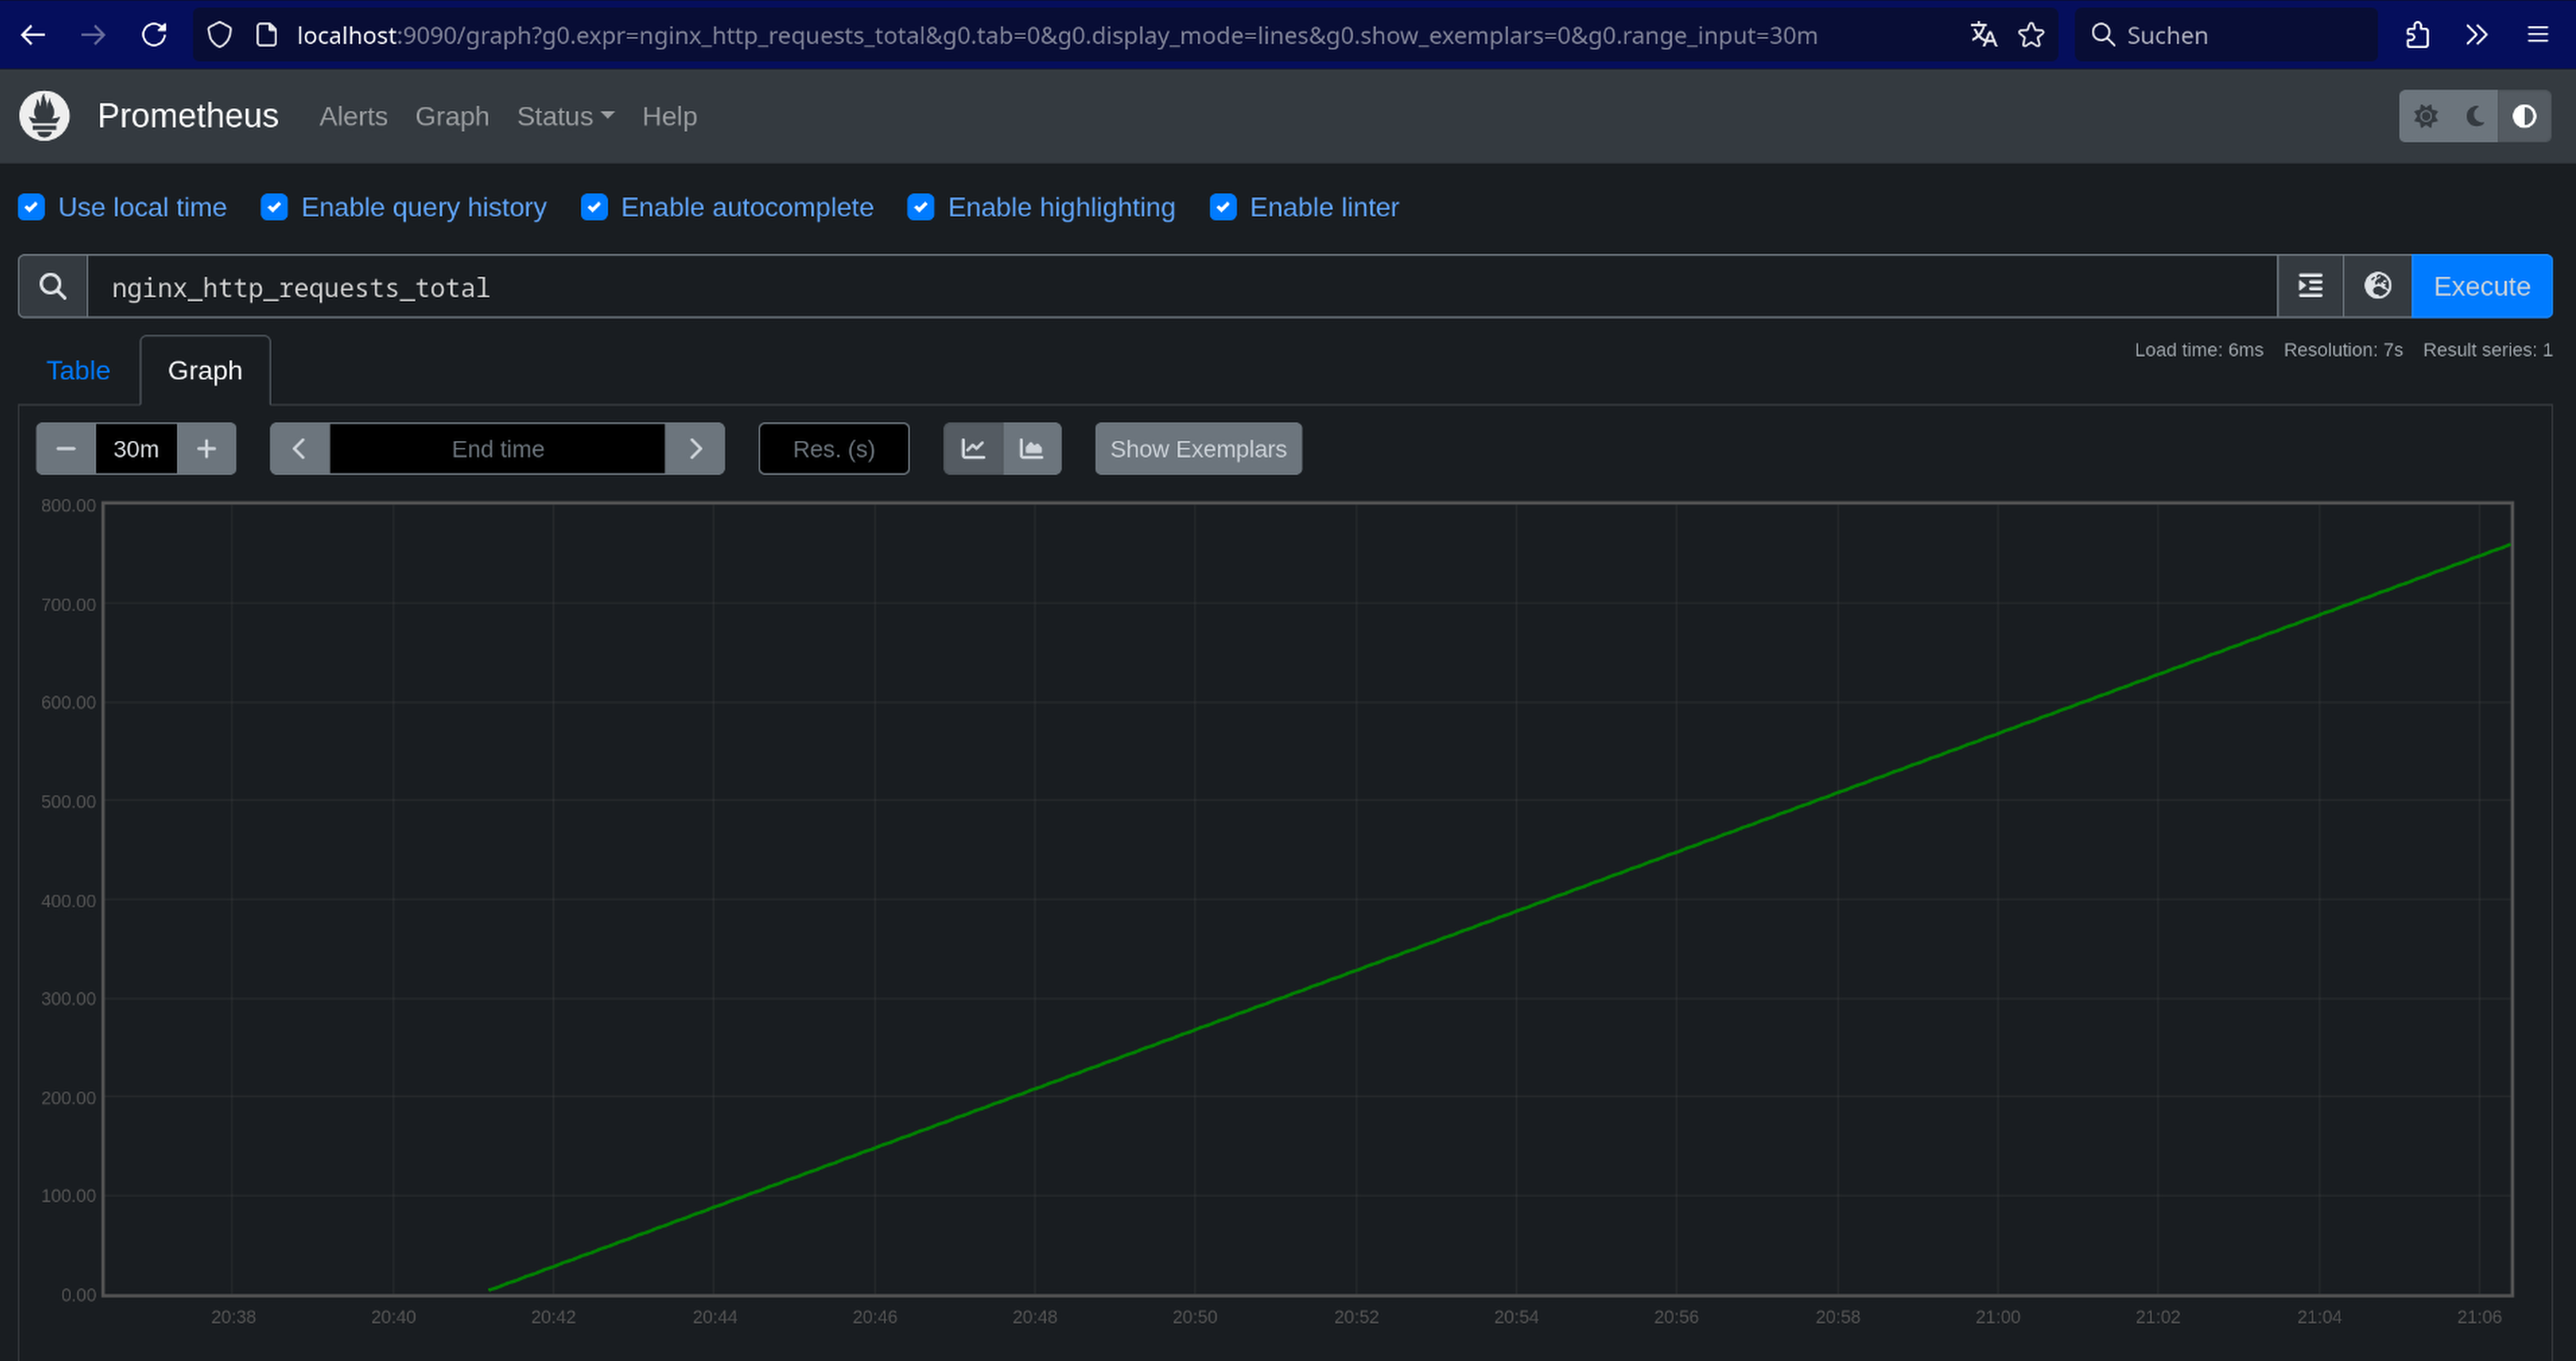 localhost:9090/graph?g0.expr=nginx_http_requests_total&g0.tab=0&g0.display_mode=lines&g0.show_exemplars=0&g0.range_input=30m Suchen
Prometheus Alerts Graph Status Help
Use local time Enable query history Enable autocomplete Enable highlighting Enable linter
nginx_http_requests_total Execute
Table Graph Load time: 6ms Resolution: 7s Result series: 1
30m End time Res. (s) Show Exemplars
800.00
700.00
600.00
500.00
400.00
300.00
200.00
100.00
0.00
20:38 20:40 20:42 20:44 20:46 20:48 20:50 20:52 20:54 20:56 20:58 21:00 21:02 21:04 21:06